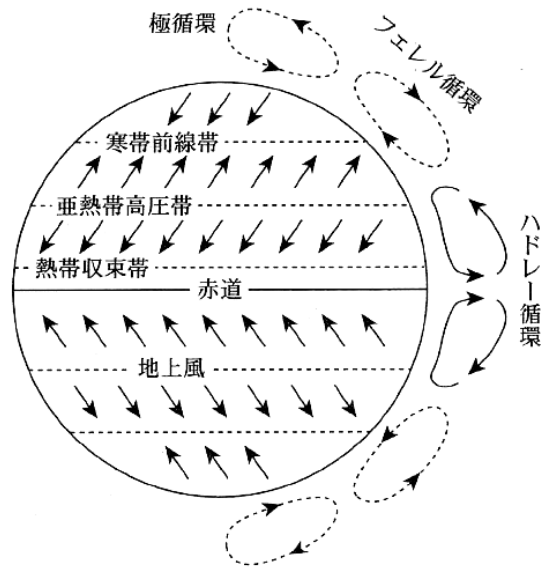 極循環
フェレル循環
寒帯前線帯
亜熱帯高圧帯
熱帯収束帯
赤道
ハドレー循環
地上風